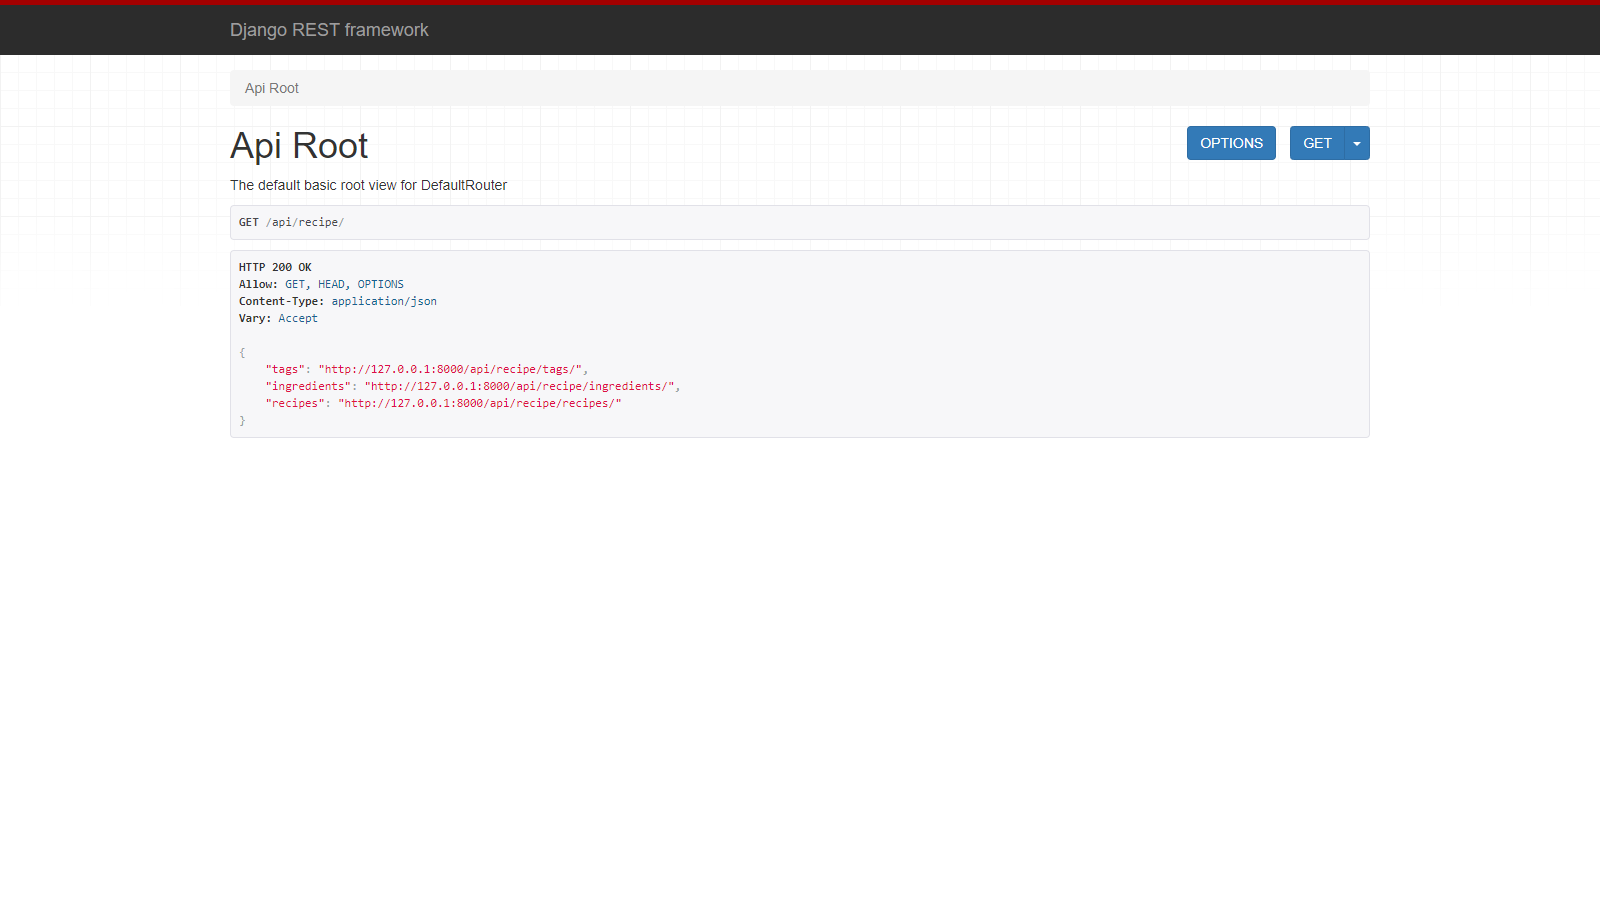 Django REST framework
Api Root
Api Root
OPTIONS
GET
The default basic root view for DefaultRouter
GET /api/recipe/
HTTP 200 OK
Allow: GET, HEAD, OPTIONS
Content-Type: application/json
Vary: Accept
{
    "tags": "http://127.0.0.1:8000/api/recipe/tags/",
    "ingredients": "http://127.0.0.1:8000/api/recipe/ingredients/",
    "recipes": "http://127.0.0.1:8000/api/recipe/recipes/"
}